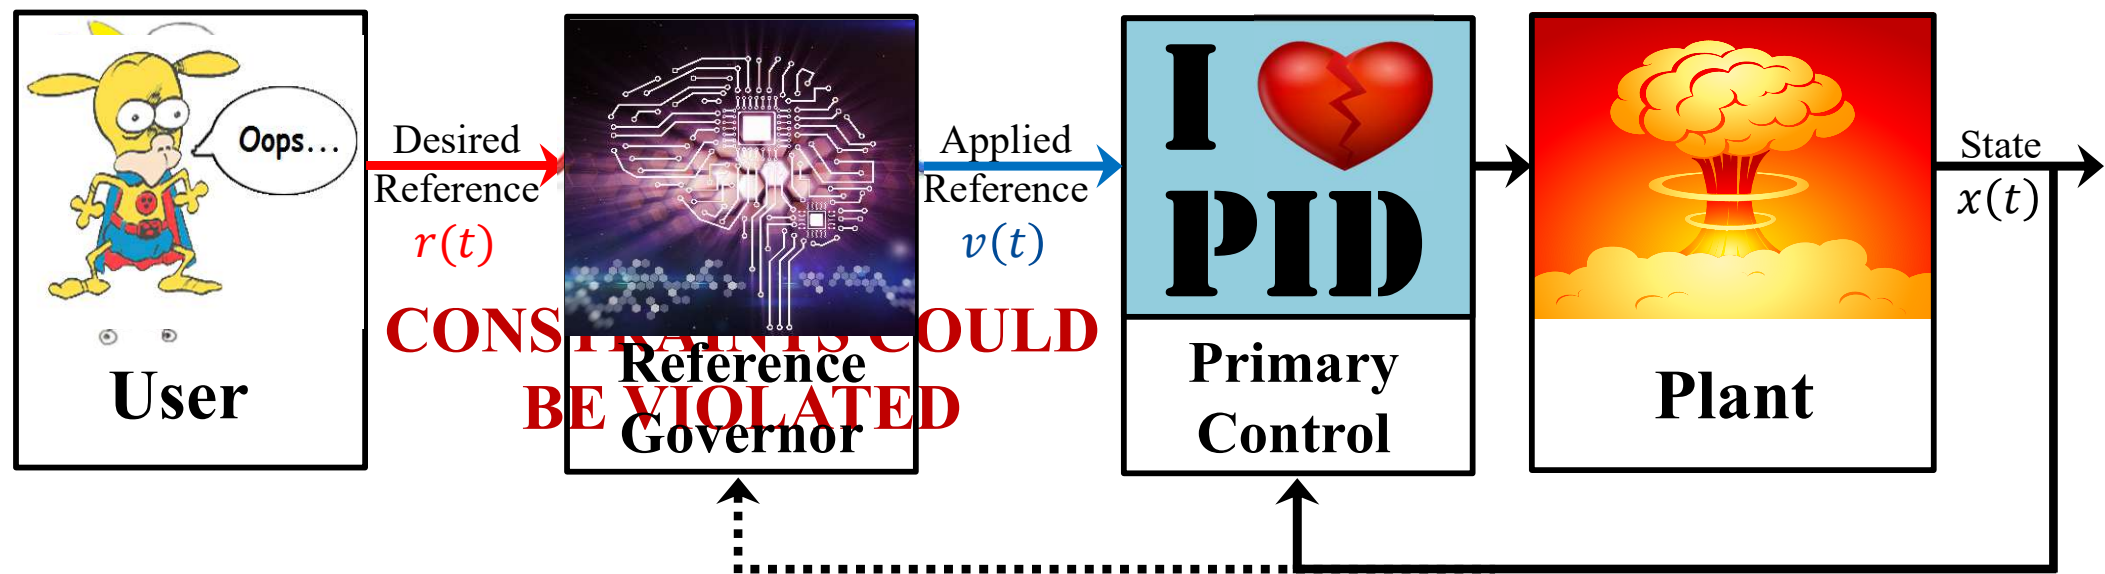 Oops...
User
Desired
Reference
r(t)
CONSTRAINTS COULD
BE VIOLATED
Reference
Governor
Applied
Reference
v(t)
I
PID
Primary
Control
Plant
State
x(t)